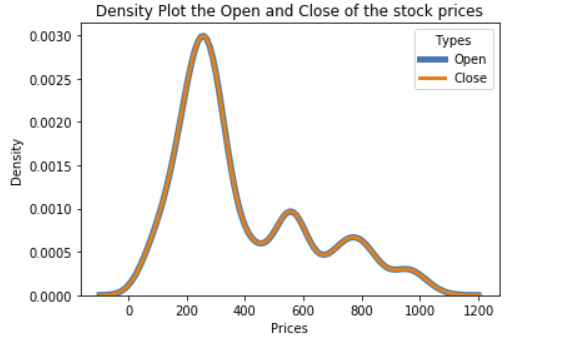 Density Plot the Open and Close of the stock prices
Types
Open
Close
0.0030
0.0025
0.0020
0.0015
0.0010
0.0005
0.0000
Density
0 200 400 600 800 1000 1200
Prices